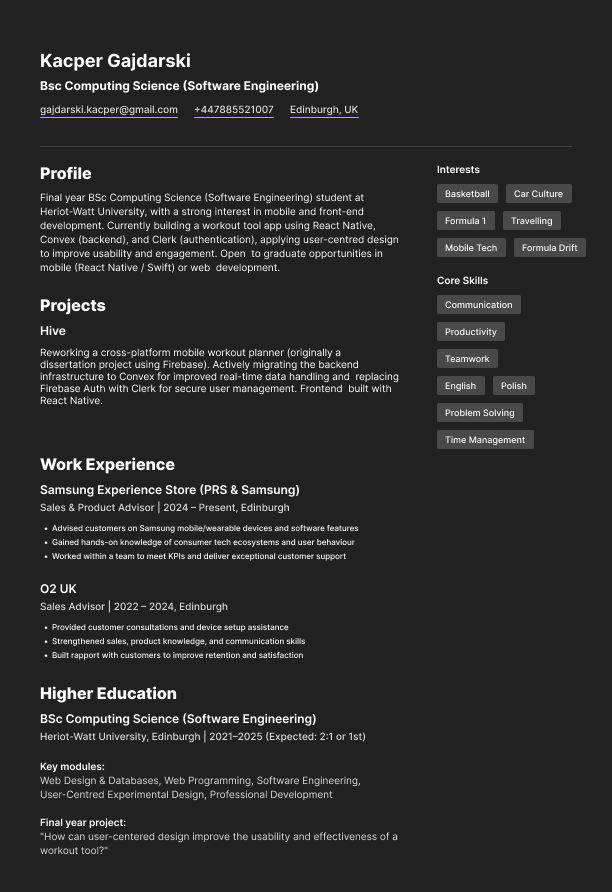 Kacper Gajdarski
Bsc Computing Science (Software Engineering)
gajdarski.kacper@gmail.com +447885521007 Edinburgh, UK
Profile
Final year BSc Computing Science (Software Engineering) student at
Heriot-Watt University, with a strong interest in mobile and front-end
development. Currently building a workout tool app using React Native,
Convex (backend), and Clerk (authentication), applying user-centred design
to improve usability and engagement. Open to graduate opportunities in
mobile (React Native / Swift) or web development.
Projects
Hive
Reworking a cross-platform mobile workout planner (originally a
dissertation project using Firebase). Actively migrating the backend
infrastructure to Convex for improved real-time data handling and replacing
Firebase Auth with Clerk for secure user management. Frontend built with
React Native.
Work Experience
Samsung Experience Store (PRS & Samsung)
Sales & Product Advisor | 2024 – Present, Edinburgh
• Advised customers on Samsung mobile/wearable devices and software features
• Gained hands-on knowledge of consumer tech ecosystems and user behaviour
• Worked within a team to meet KPIs and deliver exceptional customer support
O2 UK
Sales Advisor | 2022 – 2024, Edinburgh
• Provided customer consultations and device setup assistance
• Strengthened sales, product knowledge, and communication skills
• Built rapport with customers to improve retention and satisfaction
Higher Education
BSc Computing Science (Software Engineering)
Heriot-Watt University, Edinburgh | 2021–2025 (Expected: 2:1 or 1st)
Key modules:
Web Design & Databases, Web Programming, Software Engineering,
User-Centred Experimental Design, Professional Development
Final year project:
"How can user-centered design improve the usability and effectiveness of a
workout tool?"
Interests
Basketball Car Culture
Formula 1 Travelling
Mobile Tech Formula Drift
Core Skills
Communication
Productivity
Teamwork
English Polish
Problem Solving
Time Management